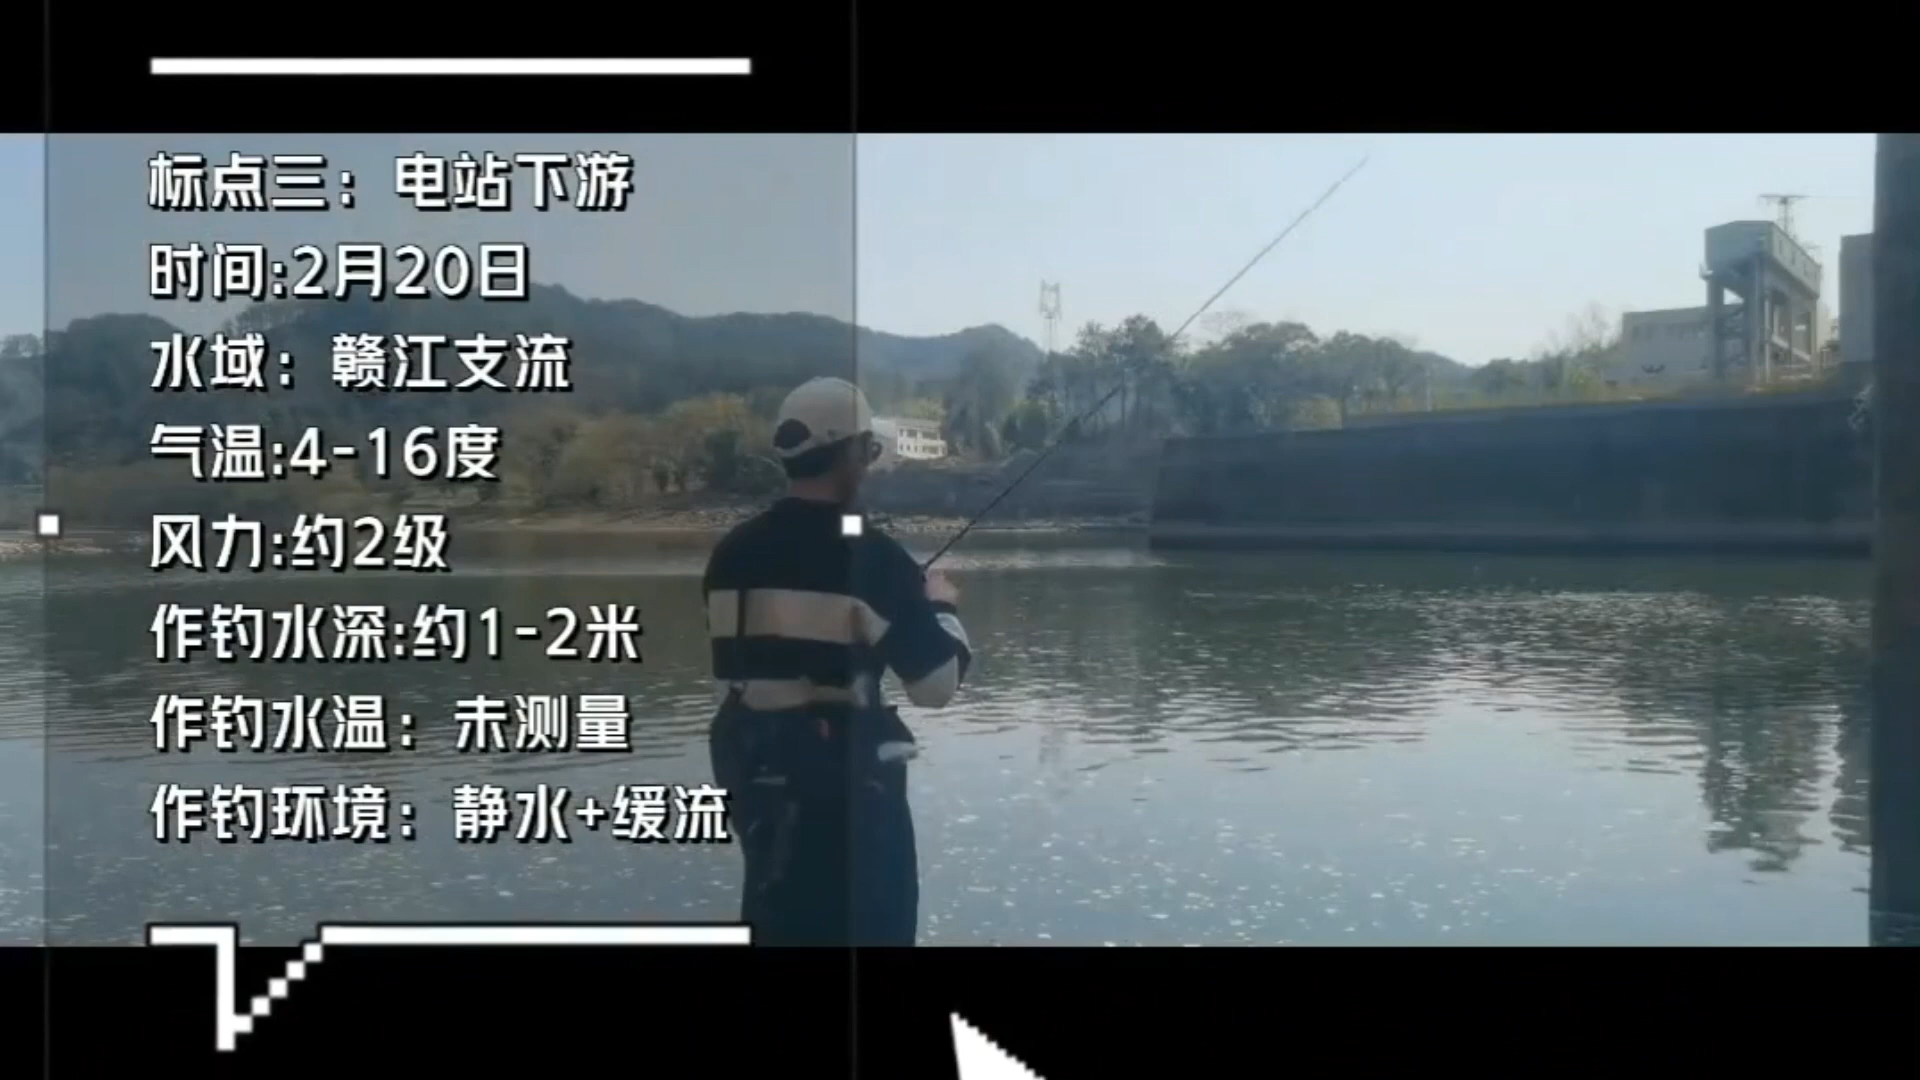 标点三：电站下游
时间:2月20日
水域：赣江支流
气温:4-16度
风力:约2级
作钓水深:约1-2米
作钓水温：未测量
作钓环境：静水+缓流